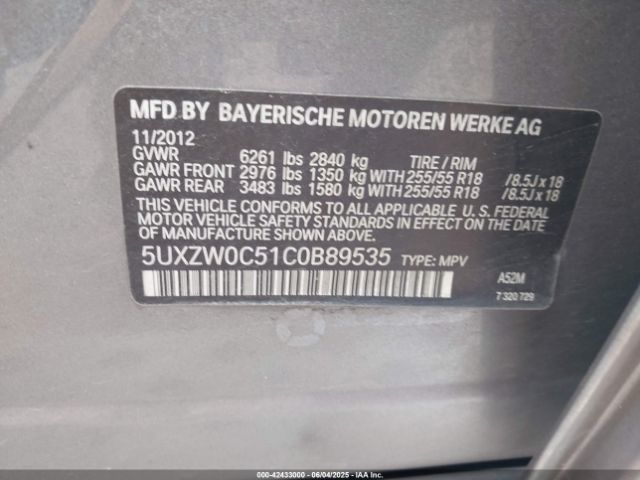 MFD BY BAYERISCHE MOTOREN WERKE AG
11/2012
GVWR 6261 lbs 2840 kg TIRE / RIM
GAWR FRONT 2976 lbs 1350 kg WITH 255/55 R18 /8.5J x 18
GAWR REAR 3483 lbs 1580 kg WITH 255/55 R18 /8.5J x 18
THIS VEHICLE CONFORMS TO ALL APPLICABLE U. S. FEDERAL
MOTOR VEHICLE SAFETY STANDARDS IN EFFECT ON THE DATE
OF MANUFACTURE SHOWN ABOVE.
5UXZW0C51C0B89535 TYPE: MPV
A52M
7 320 729
000-42433000 - 06/04/2025 - IAA Inc. - Copart